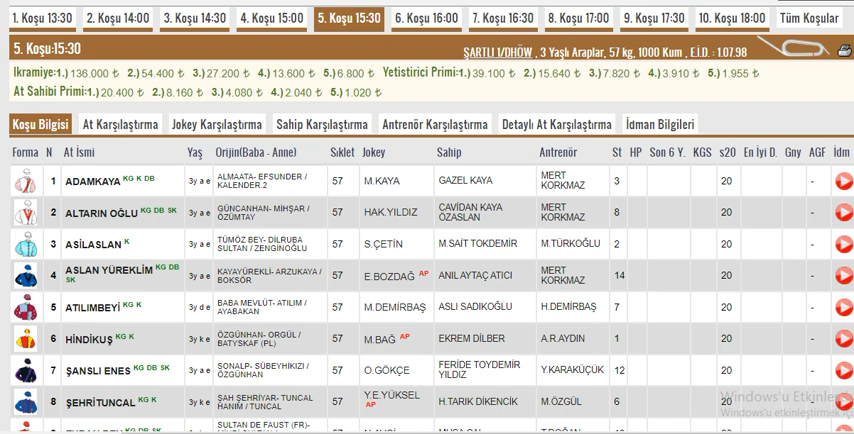 1. Koşu 13:30 2. Koşu 14:00 3. Koşu 14:30 4. Koşu 15:00 5. Koşu 15:30 6. Koşu 16:00 7. Koşu 16:30 8. Koşu 17:00 9. Koşu 17:30 10. Koşu 18:00 Tüm Koşular
5. Koşu:15:30 ŞARTLI 1/DHÖW , 3 Yaşlı Araplar, 57 kg, 1000 Kum , E.İ.D. : 1.07.98
Ikramiye:1.) 136.000 ₺ 2.) 54.400 ₺ 3.) 27.200 ₺ 4.) 13.600 ₺ 5.) 6.800 ₺ Yetistirici Primi:1.) 39.100 ₺ 2.) 15.640 ₺ 3.) 7.820 ₺ 4.) 3.910 ₺ 5.) 1.955 ₺
At Sahibi Primi:1.) 20.400 ₺ 2.) 8.160 ₺ 3.) 4.080 ₺ 4.) 2.040 ₺ 5.) 1.020 ₺
Koşu Bilgisi At Karşılaştırma Jokey Karşılaştırma Sahip Karşılaştırma Antrenör Karşılaştırma Detaylı At Karşılaştırma İdman Bilgileri
Forma N At İsmi Yaş Orijin(Baba - Anne) Sıklet Jokey Sahip Antrenör St HP Son 6 Y. KGS s20 En İyi D. Gny AGF İdm
1 ADAMKAYA KG K DB 3y a e ALMAATA- EFSUNDER / KALENDER.2 57 M.KAYA GAZEL KAYA MERT KORKMAZ 3 20 -
2 ALTARIN OĞLU KG DB SK 3y a e GÜNCANHAN- MİHŞAR / ÖZÜMTAY 57 HAK.YILDIZ CAVİDAN KAYA ÖZASLAN MERT KORKMAZ 8 20 -
3 ASİLASLAN K 3y a e TÜMÖZ BEY- DİLRUBA SULTAN / ZENGİNOĞLU 57 S.ÇETİN M.SAİT TOKDEMİR M.TÜRKOĞLU 2 20 -
4 ASLAN YÜREKLİM KG DB SK 3y a e KAYAYÜREKLİ- ARZUKAYA / BOKSÖR 57 E.BOZDAĞ AP ANIL AYTAÇ ATICI MERT KORKMAZ 14 20 -
5 ATILIMBEYİ KG K 3y d e BABA MEVLÜT- ATILIM / AYABAKAN 57 M.DEMİRBAŞ ASLI SADIKOĞLU H.DEMİRBAŞ 7 20 -
6 HİNDİKUŞ KG K 3y k e ÖZGÜNHAN- ORGÜL / BATYSKAF (PL) 57 M.BAĞ AP EKREM DİLBER A.R.AYDIN 1 20 -
7 ŞANSLI ENES KG DB SK 3y a e SONALP- SÜBEYHİKIZI / ÖZGÜNHAN 57 O.GÖKÇE FERİDE TOYDEMİR YILDIZ Y.KARAKÜÇÜK 12 20 -
8 ŞEHRİTUNCAL KG K 3y k e ŞAH ŞEHRİYAR- TUNCAL HANIM / TUNCAL 57 Y.E.YÜKSEL AP H.TARIK DİKENCİK M.ÖZGÜL 6 20 -
Windows'u Etkinleş
SULTAN DE FAUST (FR)-
Windows'u etkinleştirmek iç